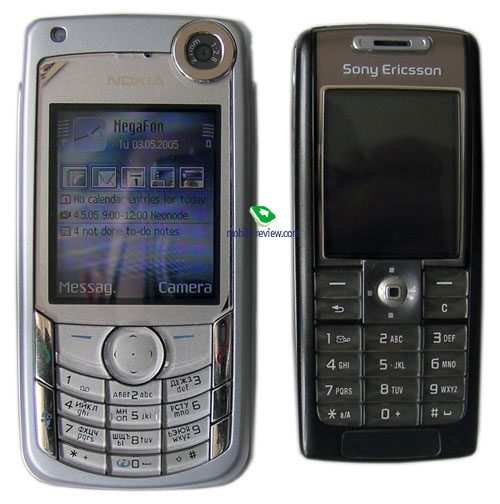 NOKIA
MegaFon
Tu 03.05.2005
No calendar entries for today.
4.5.05 9:00-12:00 Neonode
4 not done to-do notes
Messag. Camera
1
2 абвг abc
3 дежз def
4 ийкл ghi
5 мноп jkl
6 рсту mno
7 фхцч pqrs
8 шщъы tuv
9 ьэюя wxyz
* +
0
#
Sony Ericsson
C
1 2 ABC 3 DEF
4 GHI 5 JKL 6 MNO
7 PQRS 8 TUV 9 WXYZ
* a/A 0 + #
mobile-review.com